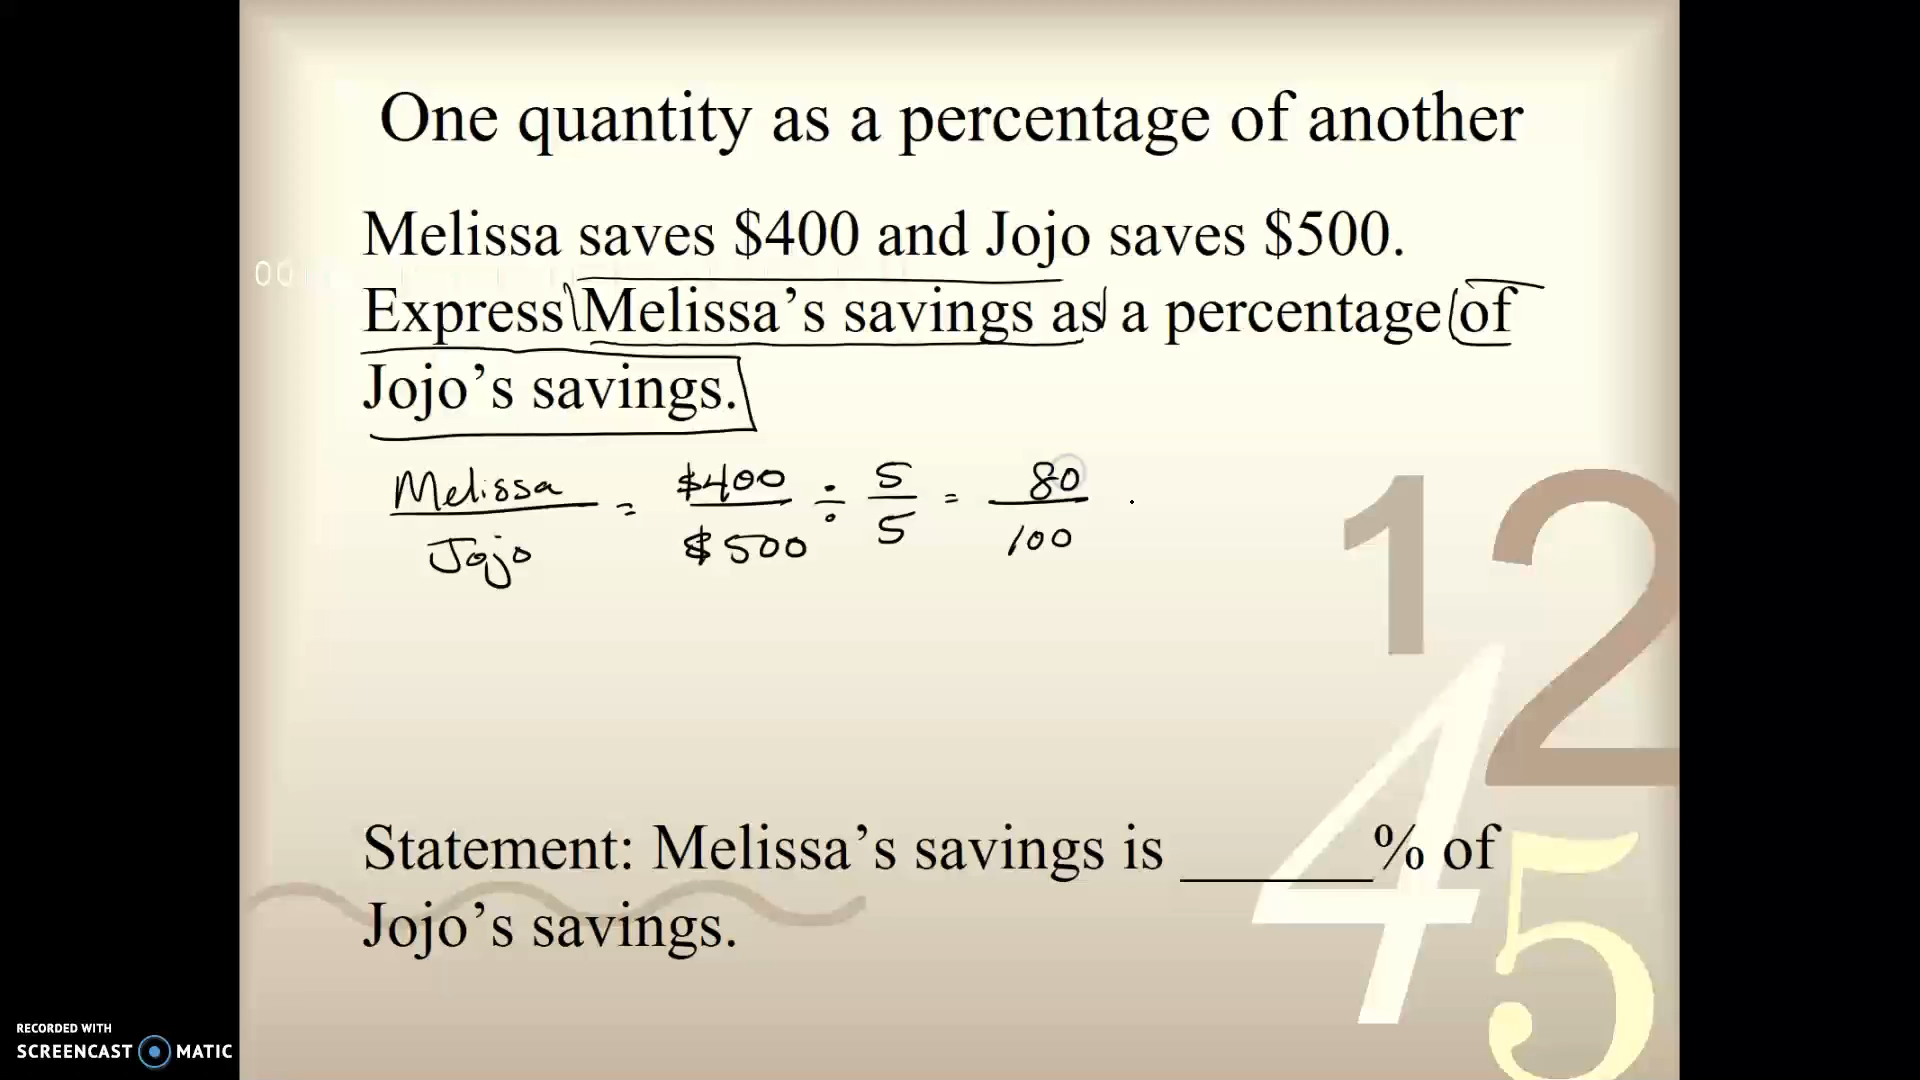 One quantity as a percentage of another
Melissa saves $400 and Jojo saves $500.
00
Express Melissa's savings as a percentage of
Jojo's savings.
Melissa/Jojo = $400/$500 ÷ 5/5 = 80/100
Statement: Melissa's savings is ______% of
Jojo's savings.
1 2
4 5
RECORDED WITH
SCREENCAST MATIC